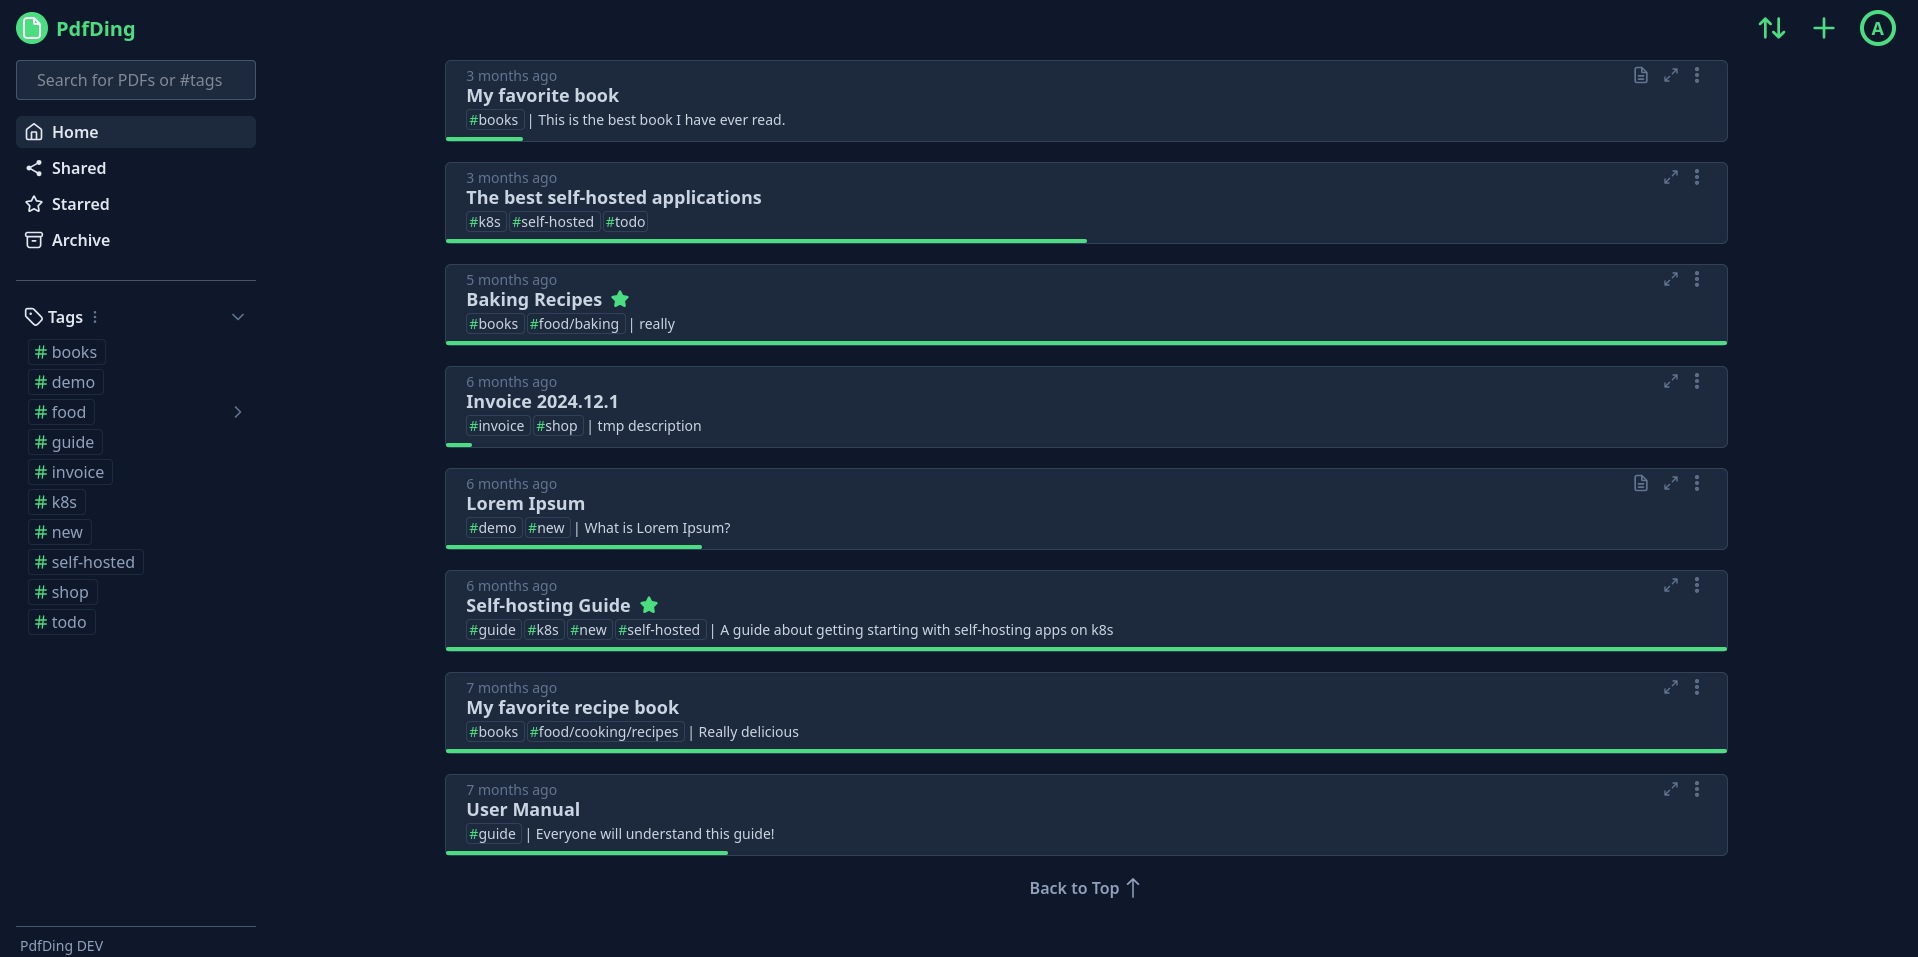 PdfDing
A
Search for PDFs or #tags
Home
Shared
Starred
Archive
Tags
# books
# demo
# food
# guide
# invoice
# k8s
# new
# self-hosted
# shop
# todo
PdfDing DEV
3 months ago
My favorite book
#books | This is the best book I have ever read.
3 months ago
The best self-hosted applications
#k8s #self-hosted #todo
5 months ago
Baking Recipes
#books #food/baking | really
6 months ago
Invoice 2024.12.1
#invoice #shop | tmp description
6 months ago
Lorem Ipsum
#demo #new | What is Lorem Ipsum?
6 months ago
Self-hosting Guide
#guide #k8s #new #self-hosted | A guide about getting starting with self-hosting apps on k8s
7 months ago
My favorite recipe book
#books #food/cooking/recipes | Really delicious
7 months ago
User Manual
#guide | Everyone will understand this guide!
Back to Top